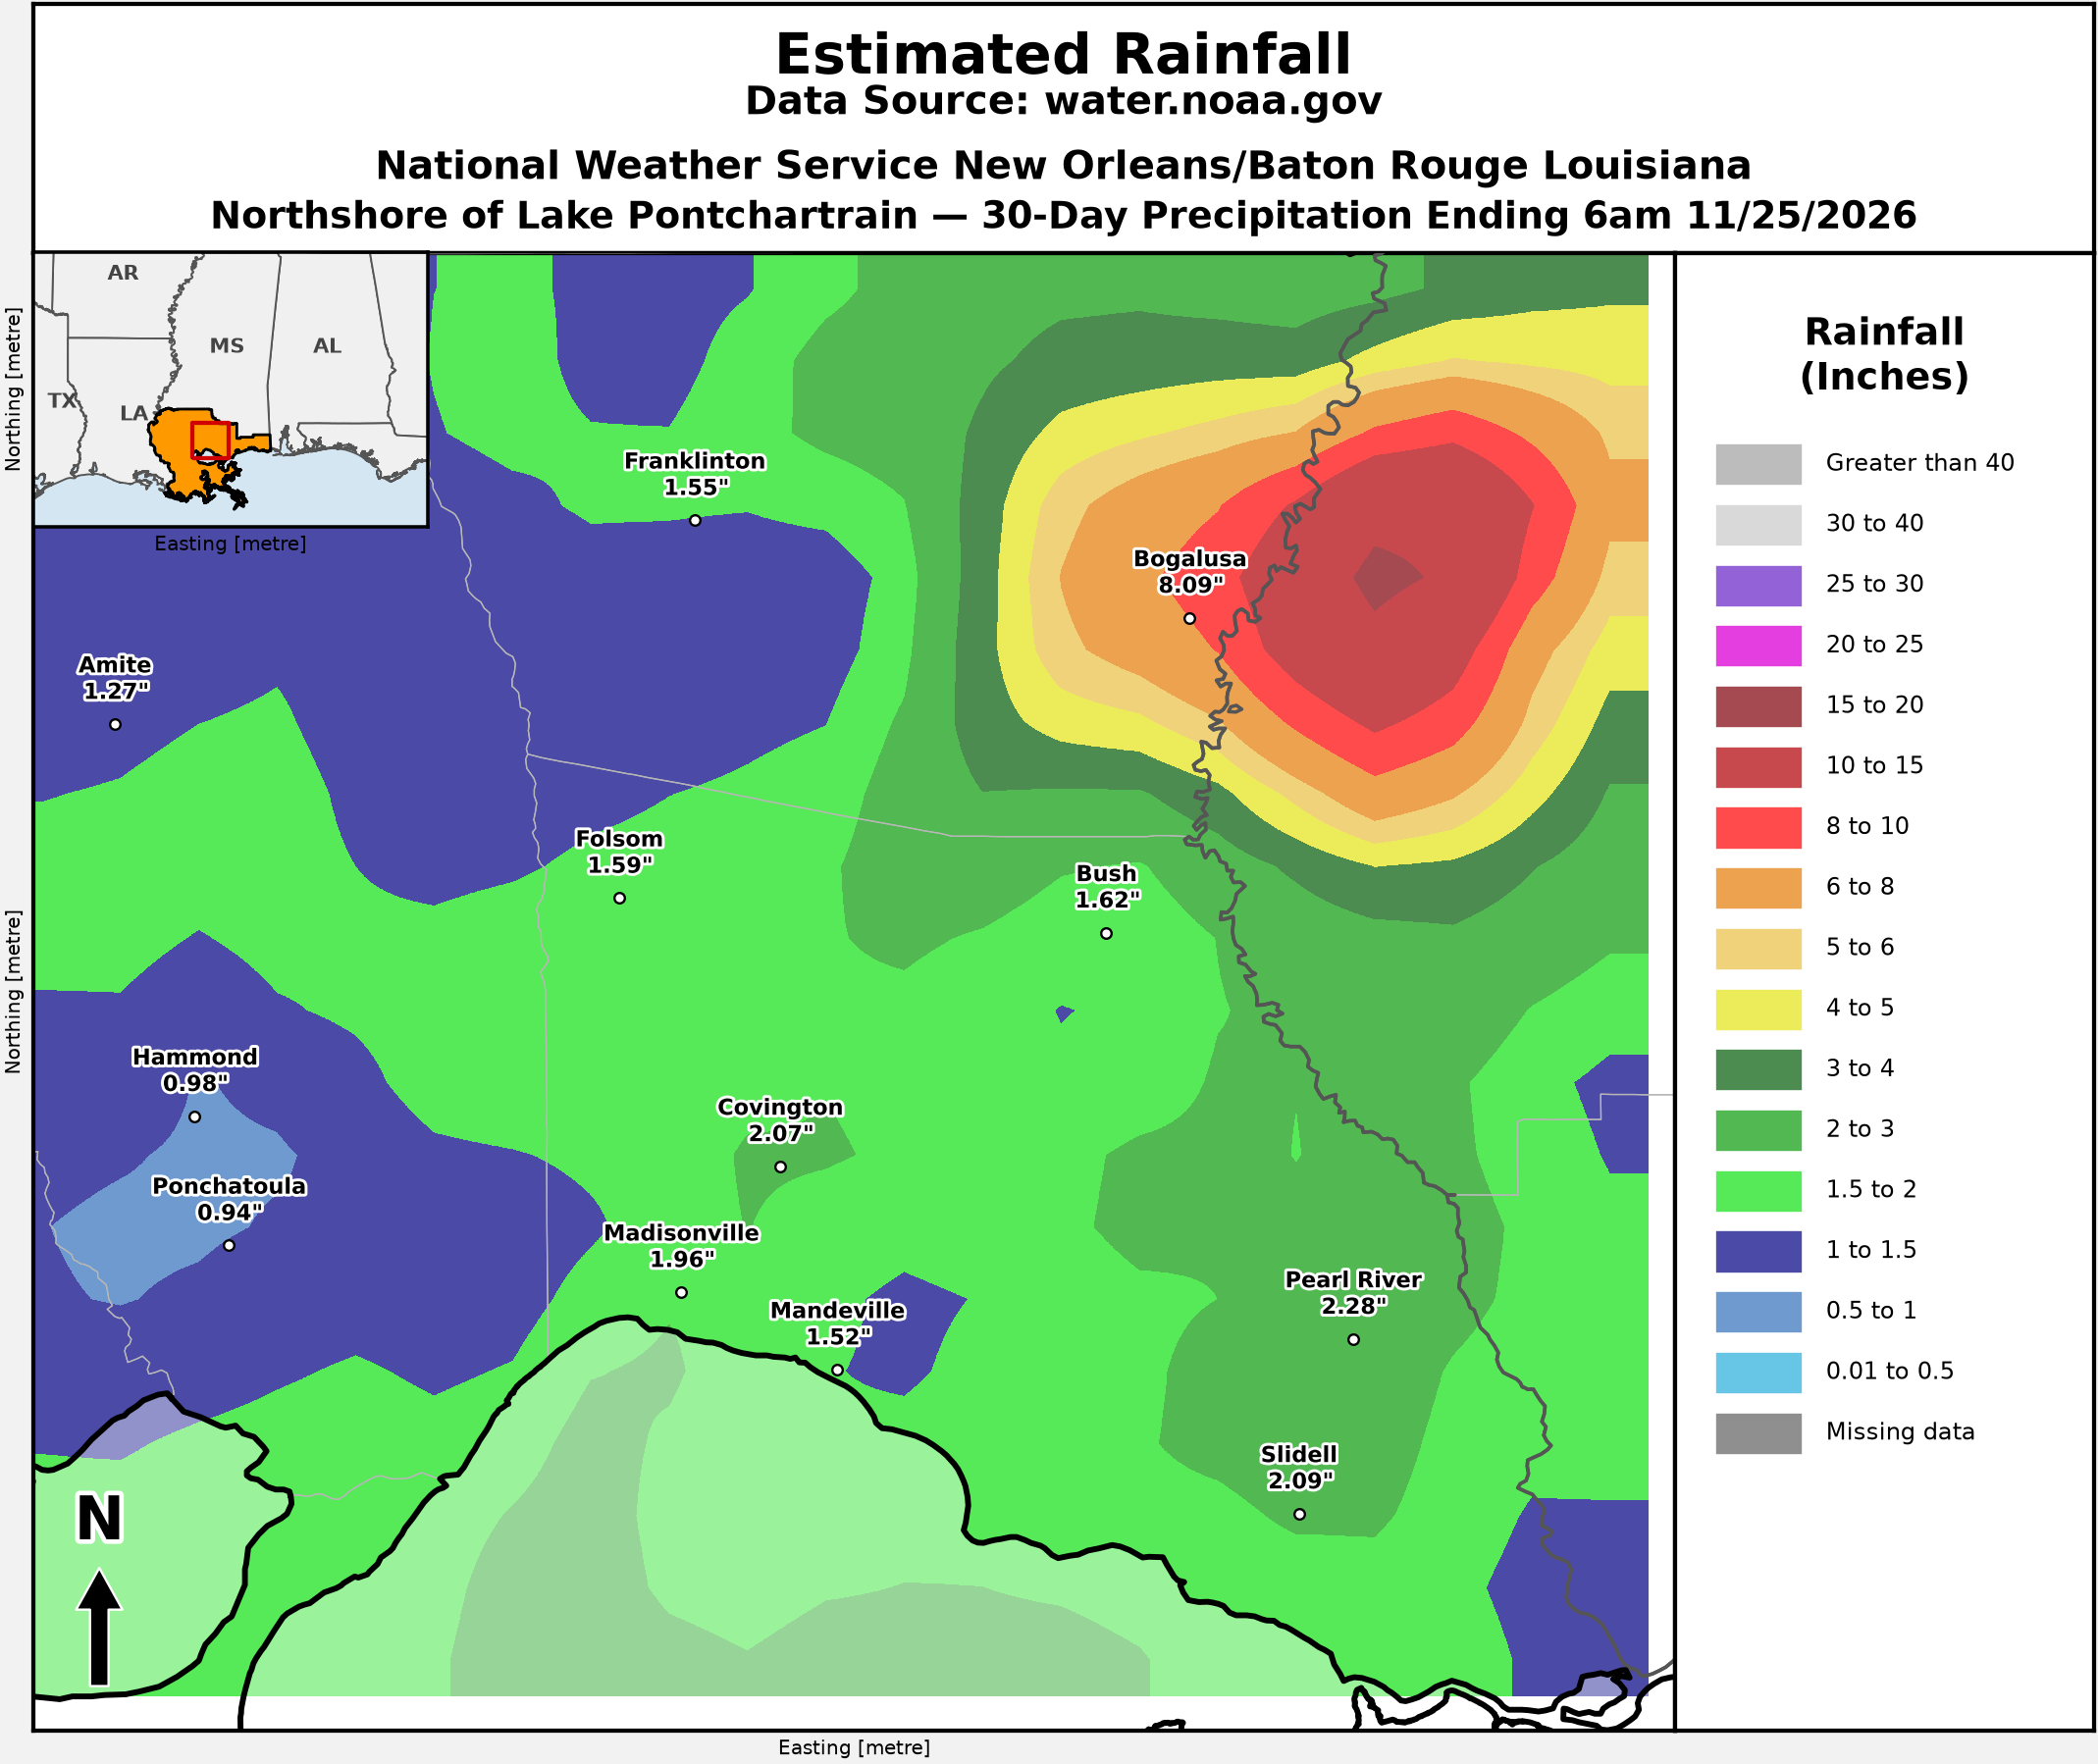 Estimated Rainfall
Data Source: water.noaa.gov
National Weather Service New Orleans/Baton Rouge Louisiana
Northshore of Lake Pontchartrain — 30-Day Precipitation Ending 6am 11/25/2026
Northing [metre]
AR
MS
AL
TX
LA
Easting [metre]
Franklinton
1.55"
Bogalusa
8.09"
Amite
1.27"
Folsom
1.59"
Bush
1.62"
Northing [metre]
Hammond
0.98"
Covington
2.07"
Ponchatoula
0.94"
Madisonville
1.96"
Pearl River
2.28"
Mandeville
1.52"
Slidell
2.09"
N
Easting [metre]
Rainfall
(Inches)
Greater than 40
30 to 40
25 to 30
20 to 25
15 to 20
10 to 15
8 to 10
6 to 8
5 to 6
4 to 5
3 to 4
2 to 3
1.5 to 2
1 to 1.5
0.5 to 1
0.01 to 0.5
Missing data